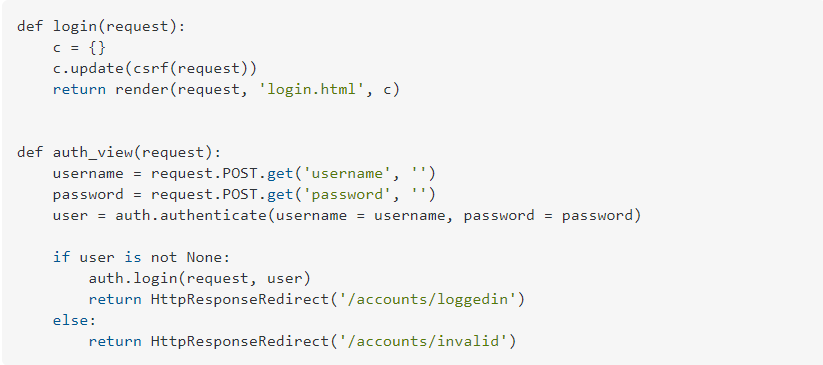 def login(request):
    c = {}
    c.update(csrf(request))
    return render(request, 'login.html', c)
def auth_view(request):
    username = request.POST.get('username', '')
    password = request.POST.get('password', '')
    user = auth.authenticate(username = username, password = password)
    if user is not None:
        auth.login(request, user)
        return HttpResponseRedirect('/accounts/loggedin')
    else:
        return HttpResponseRedirect('/accounts/invalid')